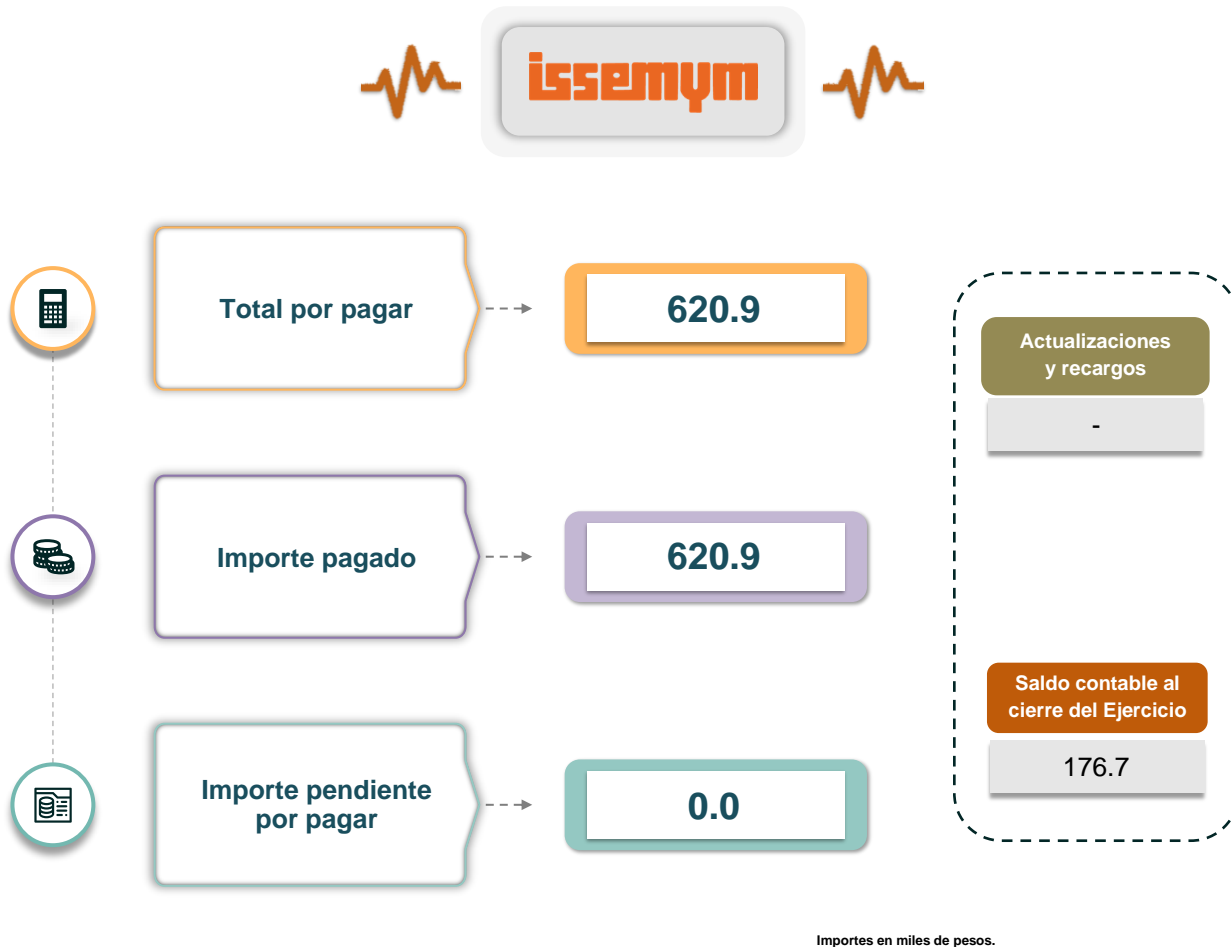 issemym
Total por pagar
620.9
Actualizaciones
y recargos
-
Importe pagado
620.9
Saldo contable al
cierre del Ejercicio
176.7
Importe pendiente
por pagar
0.0
Importes en miles de pesos.